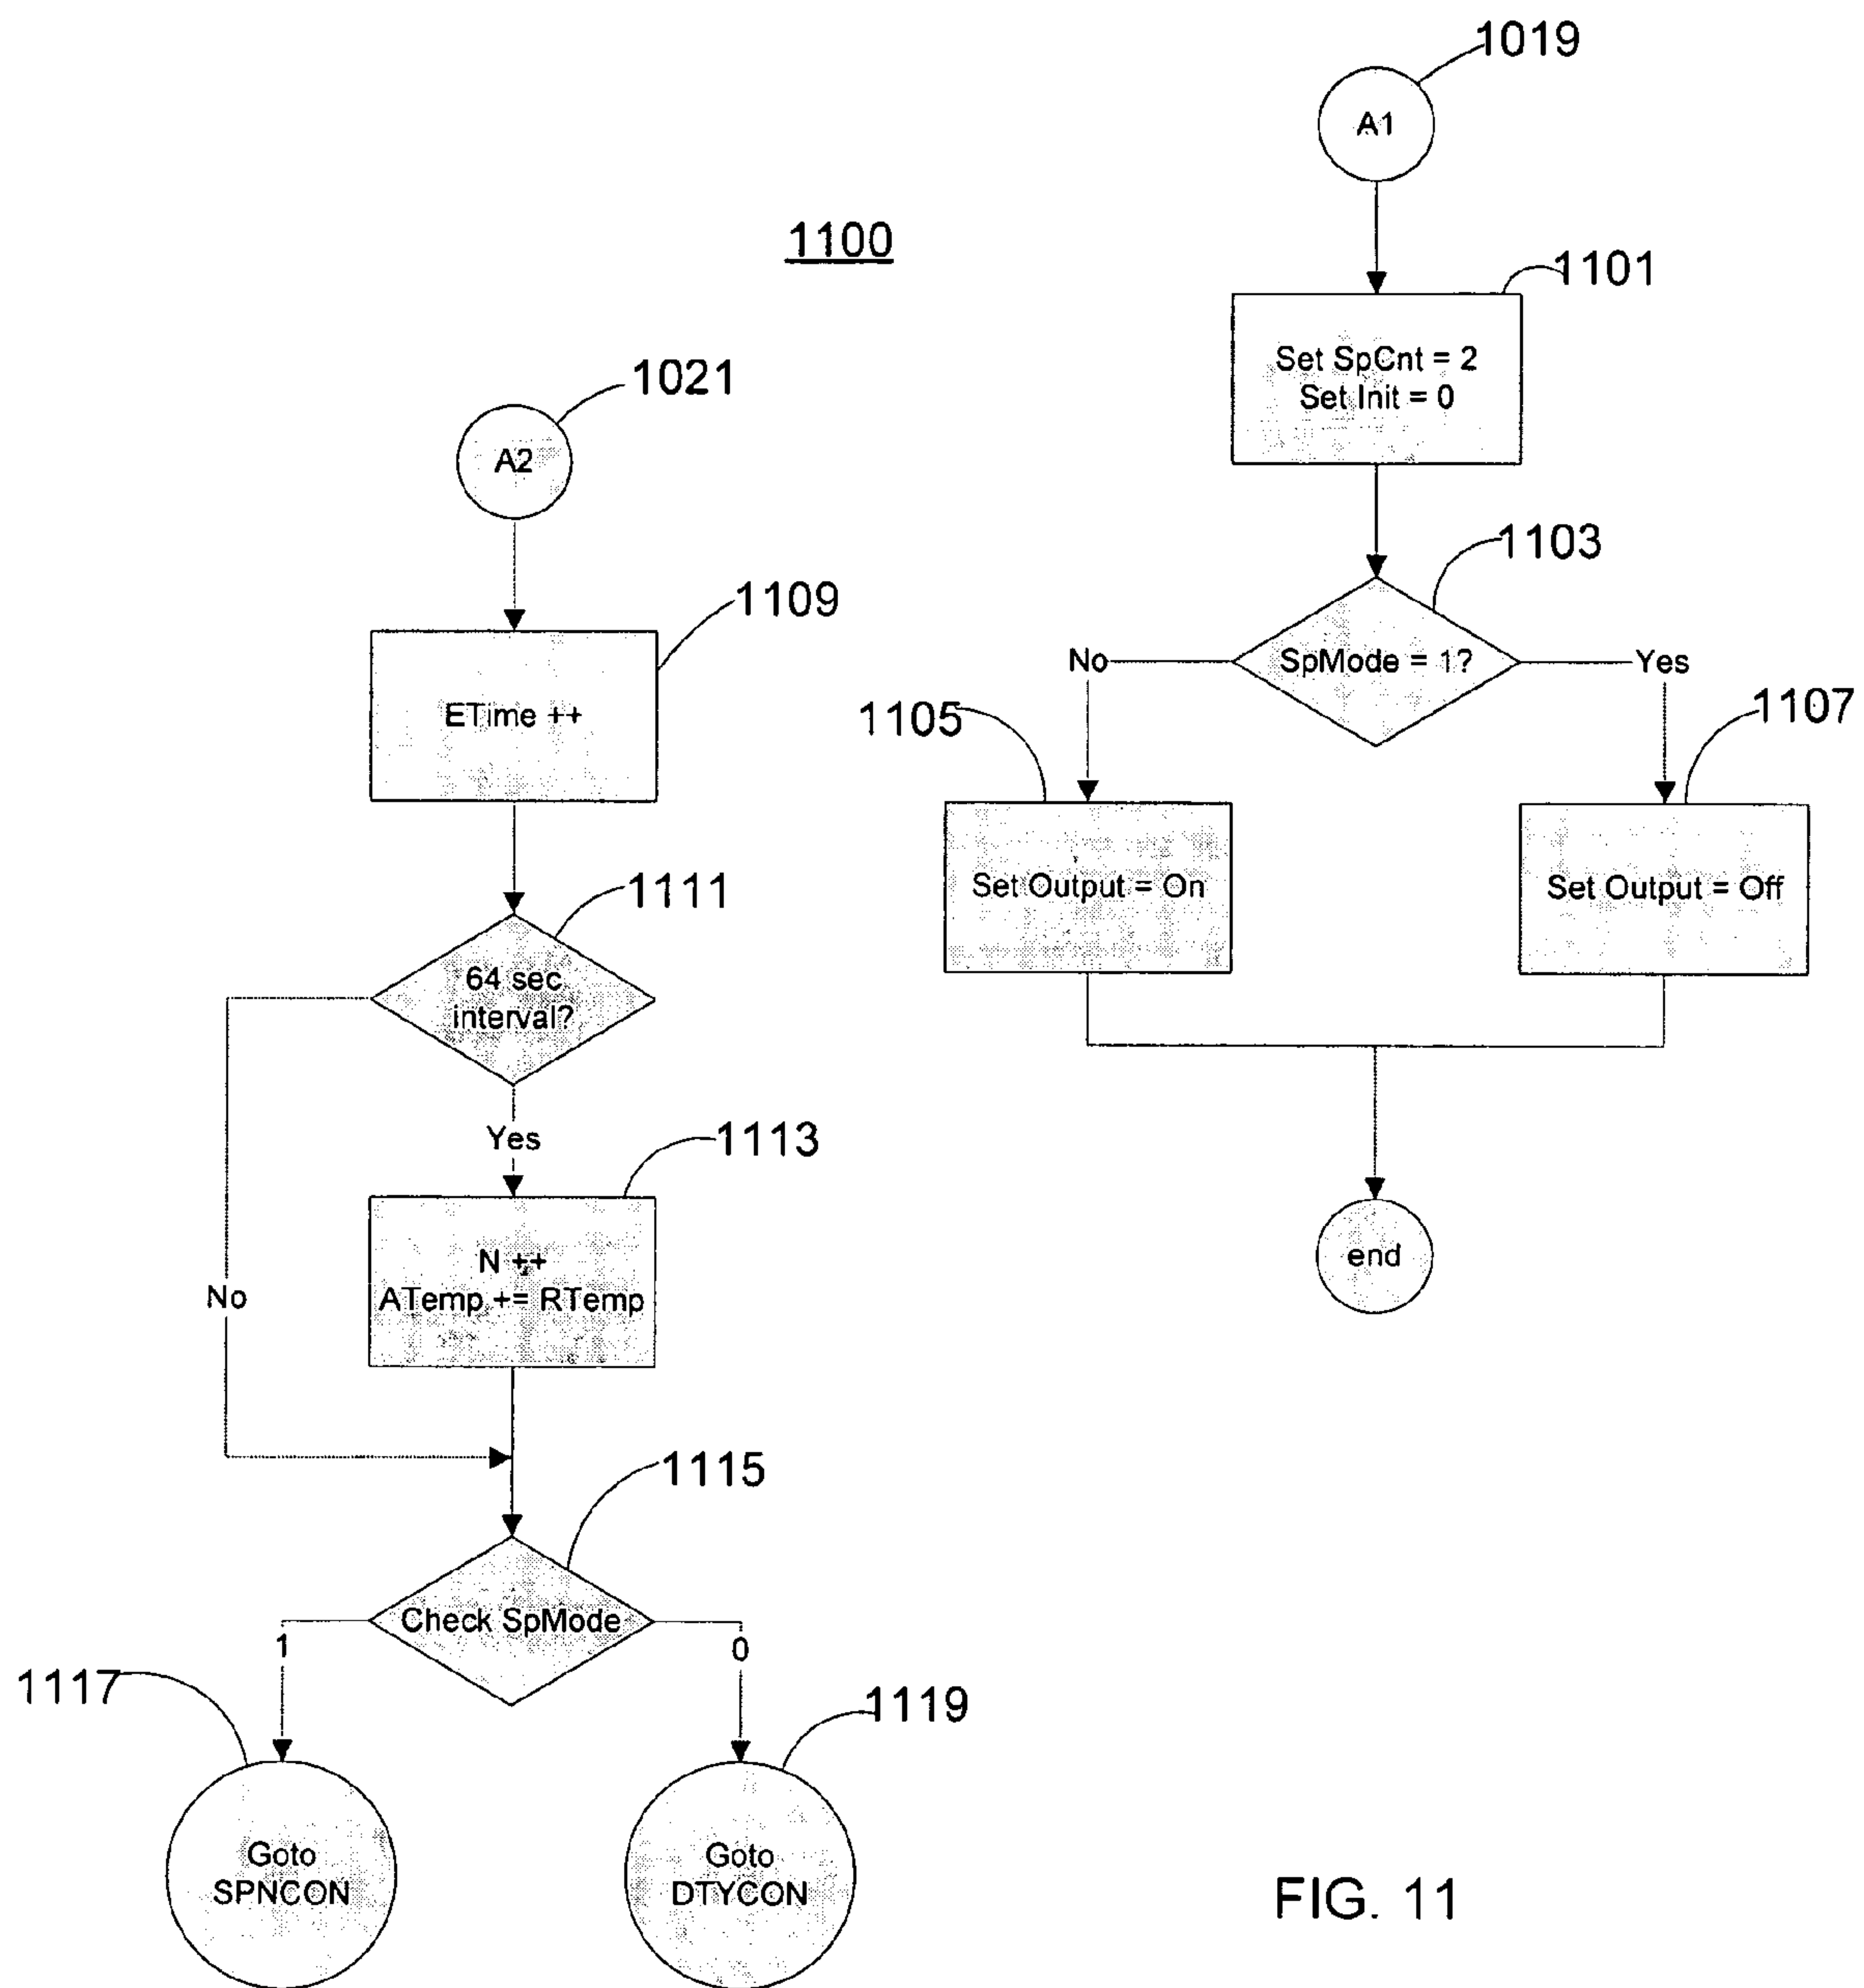 1019
A1
1100
1101
Set SpCnt = 2
Set Init = 0
1021
A2
1103
SpMode = 1?
No
Yes
1109
ETime ++
1105
Set Output = On
1107
Set Output = Off
1111
64 sec
interval?
Yes
No
1113
N ++
ATemp += RTemp
end
1115
Check SpMode
1
0
1117
Goto
SPNCON
1119
Goto
DTYCON
FIG. 11